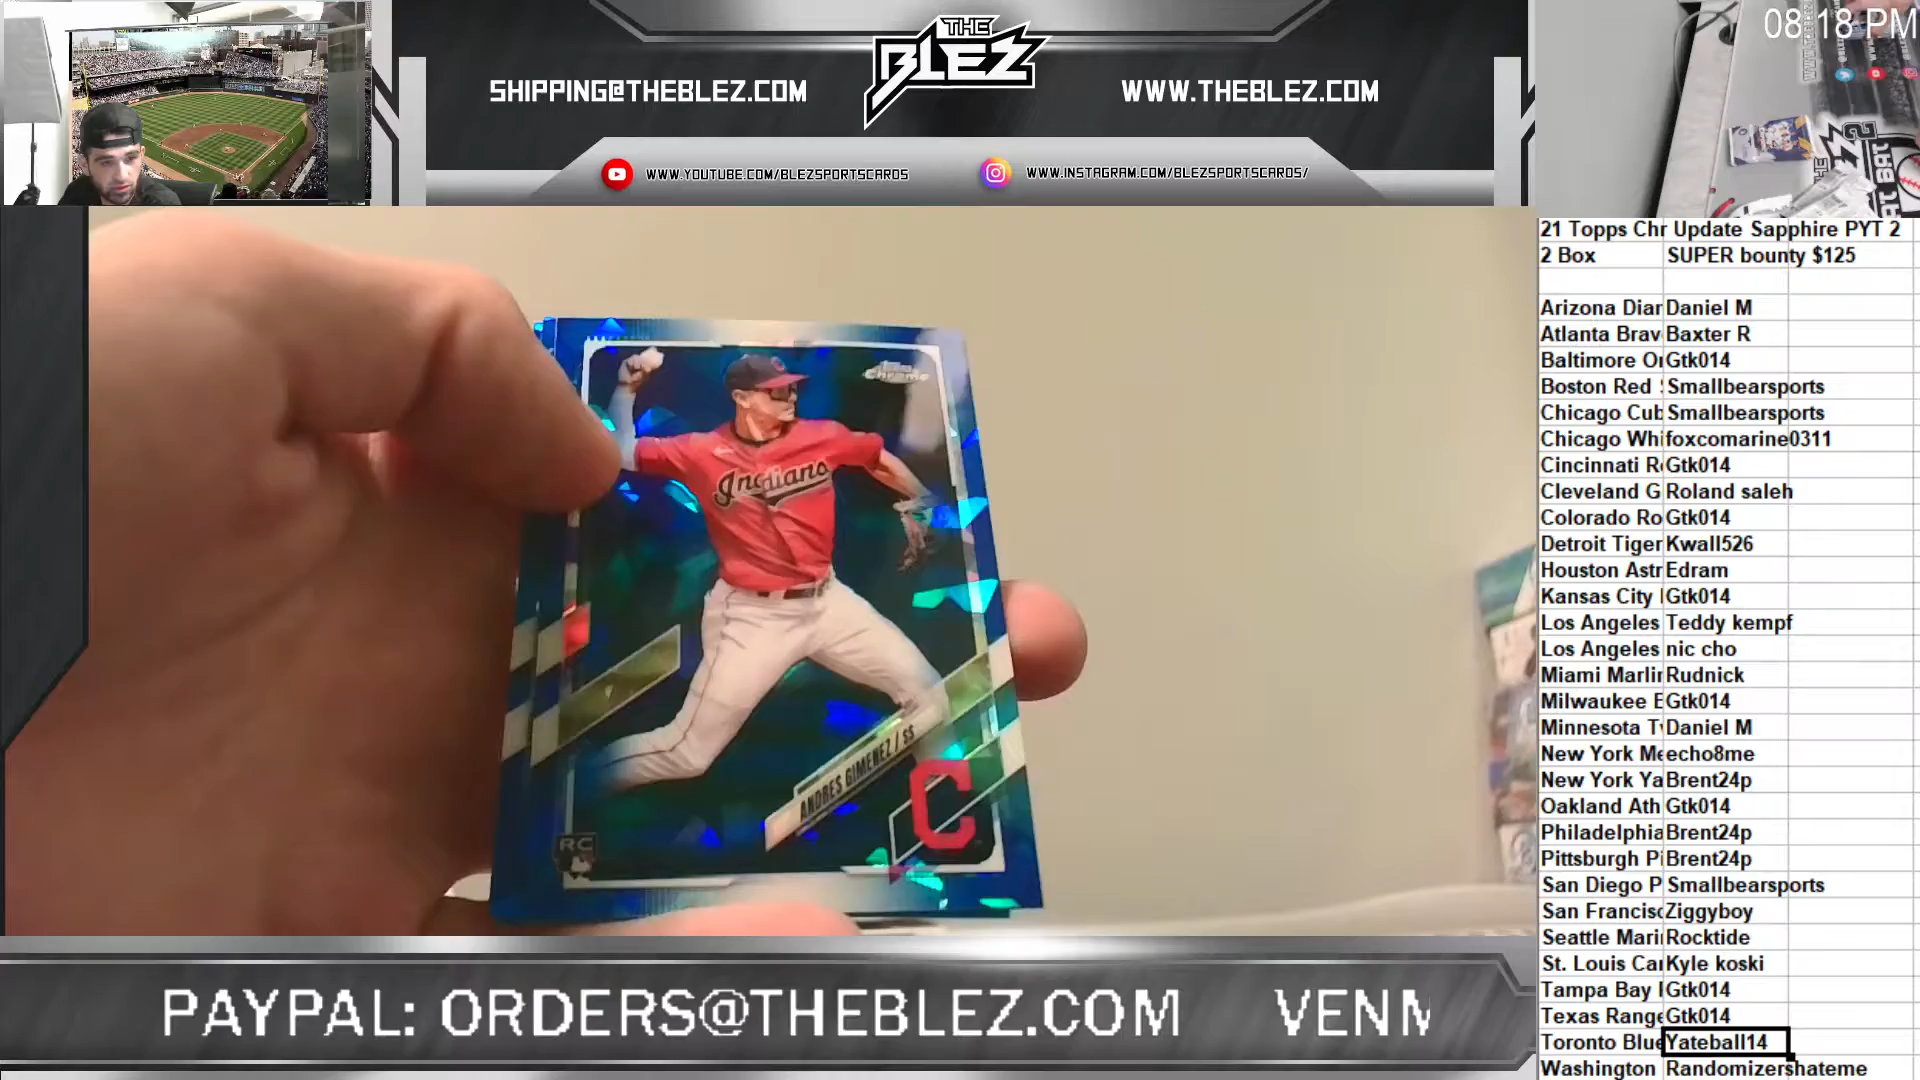 THE
BLEZ
SHIPPING@THEBLEZ.COM
WWW.THEBLEZ.COM
WWW.YOUTUBE.COM/BLEZSPORTSCARDS
WWW.INSTAGRAM.COM/BLEZSPORTSCARDS/
08:18 PM
21 Topps Chr Update Sapphire PYT 2
2 Box SUPER bounty $125
Arizona Diar Daniel M
Atlanta Brav Baxter R
Baltimore O Gtk014
Boston Red Smallbearsports
Chicago Cub Smallbearsports
Chicago Whi foxcomarine0311
Cincinnati R Gtk014
Cleveland G Roland saleh
Colorado Ro Gtk014
Detroit Tiger Kwall526
Houston Astr Edram
Kansas City Gtk014
Los Angeles Teddy kempf
Los Angeles nic cho
Miami Marlin Rudnick
Milwaukee B Gtk014
Minnesota Tw Daniel M
New York Me echo8me
New York Ya Brent24p
Oakland Ath Gtk014
Philadelphia Brent24p
Pittsburgh Pi Brent24p
San Diego P Smallbearsports
San Francisc Ziggyboy
Seattle Mari Rocktide
St. Louis Car Kyle koski
Tampa Bay Gtk014
Texas Range Gtk014
Toronto Blue Yateball14
Washington Randomizershateme
Chrome
Indians
ANDRES GIMENEZ / SS
C
RC
PAYPAL: ORDERS@THEBLEZ.COM VENM